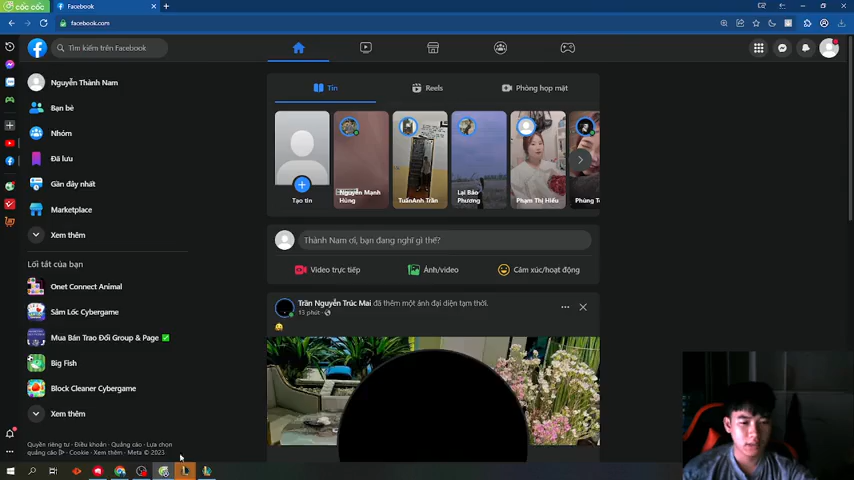 cốc cốc
Facebook
facebook.com
Tìm kiếm trên Facebook
Nguyễn Thành Nam
Bạn bè
Nhóm
Đã lưu
Gần đây nhất
Marketplace
Xem thêm
Lối tắt của bạn
Onet Connect Animal
Sâm Lốc Cybergame
Mua Bán Trao Đổi Group & Page
Big Fish
Block Cleaner Cybergame
Xem thêm
Quyền riêng tư · Điều khoản · Quảng cáo · Lựa chọn
quảng cáo · Cookie · Xem thêm · Meta © 2023
Tin
Reels
Phòng họp mặt
Tạo tin
Nguyễn Mạnh
Hùng
TuấnAnh Trần
Lại Bảo
Phương
Phạm Thị Hiếu
Phùng
Thành Nam ơi, bạn đang nghĩ gì thế?
Video trực tiếp
Ảnh/video
Cảm xúc/hoạt động
Trần Nguyễn Trúc Mai đã thêm một ảnh đại diện tạm thời.
13 phút